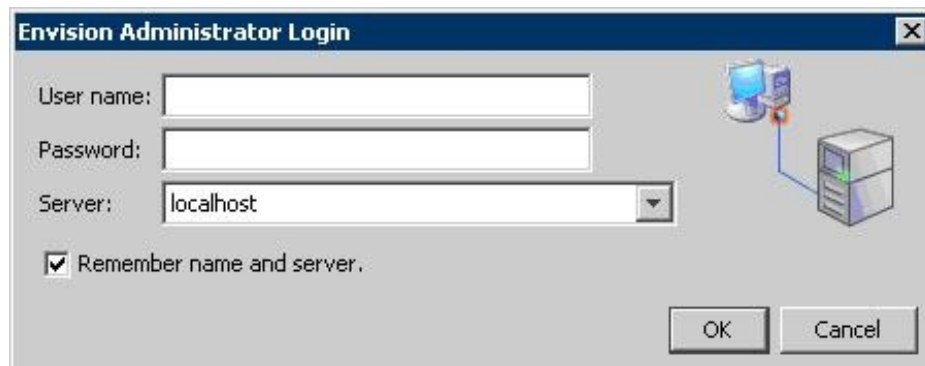 Envision Administrator Login
User name:
Password:
Server: localhost
Remember name and server.
OK Cancel